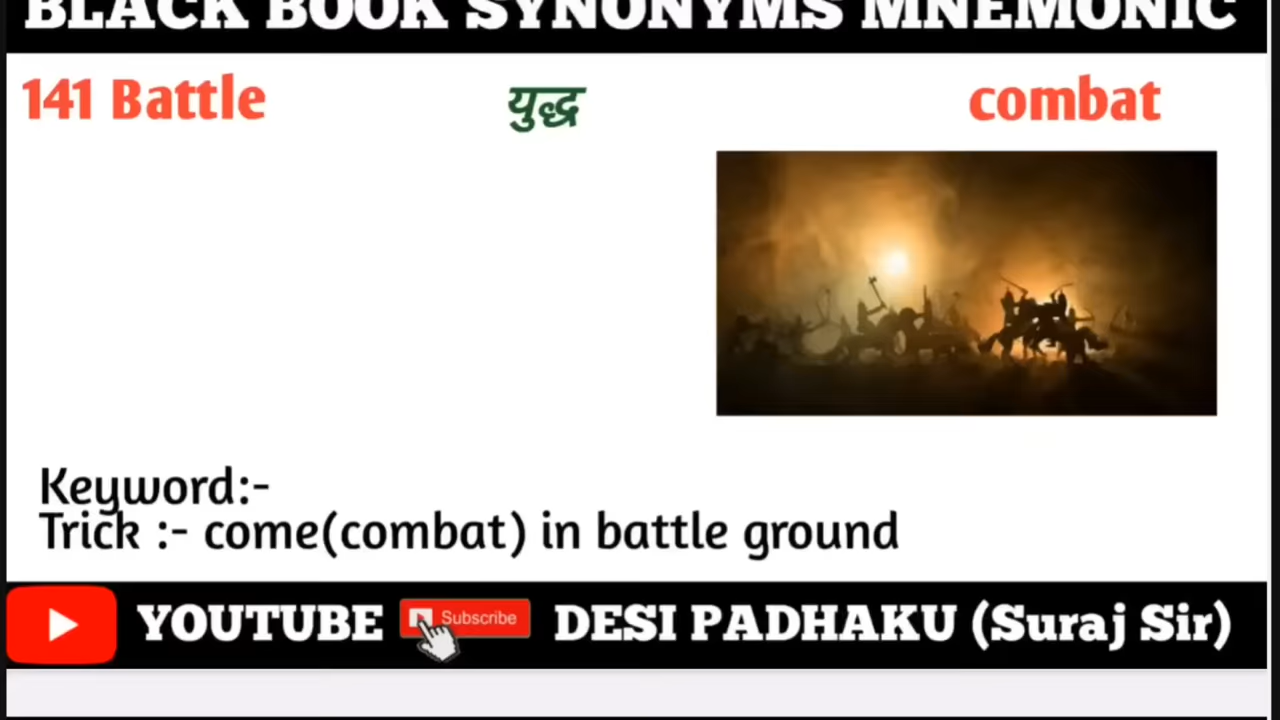 BLACK BOOK SYNONYMS MNEMONIC
141 Battle युद्ध combat
Keyword:-
Trick :- come(combat) in battle ground
YOUTUBE Subscribe DESI PADHAKU (Suraj Sir)